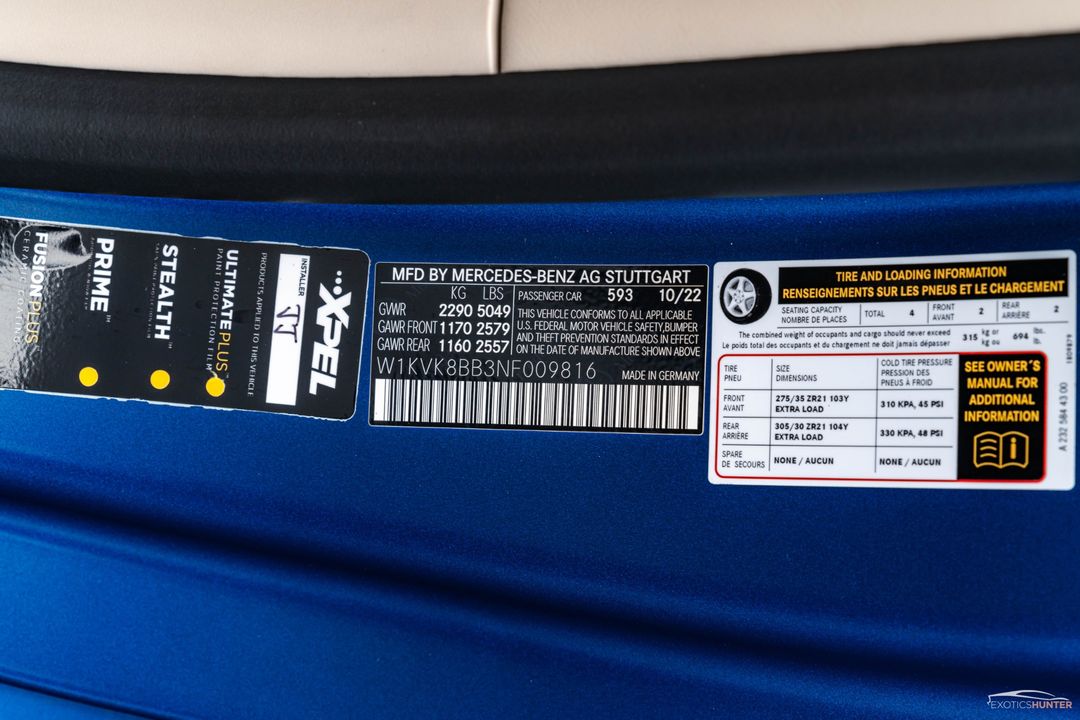 XPEL
INSTALLER
JJ
PRODUCTS APPLIED TO THIS VEHICLE
ULTIMATE PLUS™
PAINT PROTECTION FILM
STEALTH™
PRIME™
FUSION PLUS
CERAMIC COATING
MFD BY MERCEDES-BENZ AG STUTTGART
KG LBS
GVWR 2290 5049
GAWR FRONT 1170 2579
GAWR REAR 1160 2557
PASSENGER CAR 593 10/22
THIS VEHICLE CONFORMS TO ALL APPLICABLE
U.S. FEDERAL MOTOR VEHICLE SAFETY,BUMPER
AND THEFT PREVENTION STANDARDS IN EFFECT
ON THE DATE OF MANUFACTURE SHOWN ABOVE
W1KVK8BB3NF009816 MADE IN GERMANY
TIRE AND LOADING INFORMATION
RENSEIGNEMENTS SUR LES PNEUS ET LE CHARGEMENT
SEATING CAPACITY
NOMBRE DE PLACES
TOTAL 4
FRONT
AVANT
2
REAR
ARRIÈRE
2
The combined weight of occupants and cargo should never exceed
Le poids total des occupants et du chargement ne doit jamais dépasser
315 kg or
kg ou
694 lbs.
lb.
TIRE
PNEU
SIZE
DIMENSIONS
COLD TIRE PRESSURE
PRESSION DES
PNEUS À FROID
FRONT
AVANT
275/35 ZR21 103Y
EXTRA LOAD
310 KPA, 45 PSI
REAR
ARRIÈRE
305/30 ZR21 104Y
EXTRA LOAD
330 KPA, 48 PSI
SPARE
DE SECOURS
NONE / AUCUN
NONE / AUCUN
SEE OWNER´S
MANUAL FOR
ADDITIONAL
INFORMATION
1809879
A 232 584 43 00
EXOTICSHUNTER